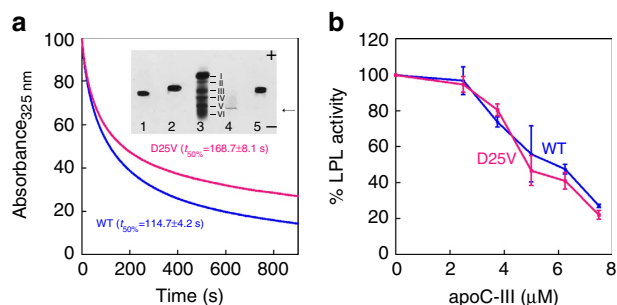 a
Absorbance325 nm
100
80
60
40
20
0
+
I
II
III
IV
V
VI
←
1 2 3 4 5 −
D25V (t50%=168.7±8.1 s)
WT (t50%=114.7±4.2 s)
0 200 400 600 800
Time (s)
b
% LPL activity
120
100
80
60
40
20
0
WT
D25V
0 2 4 6 8
apoC-III (μM)